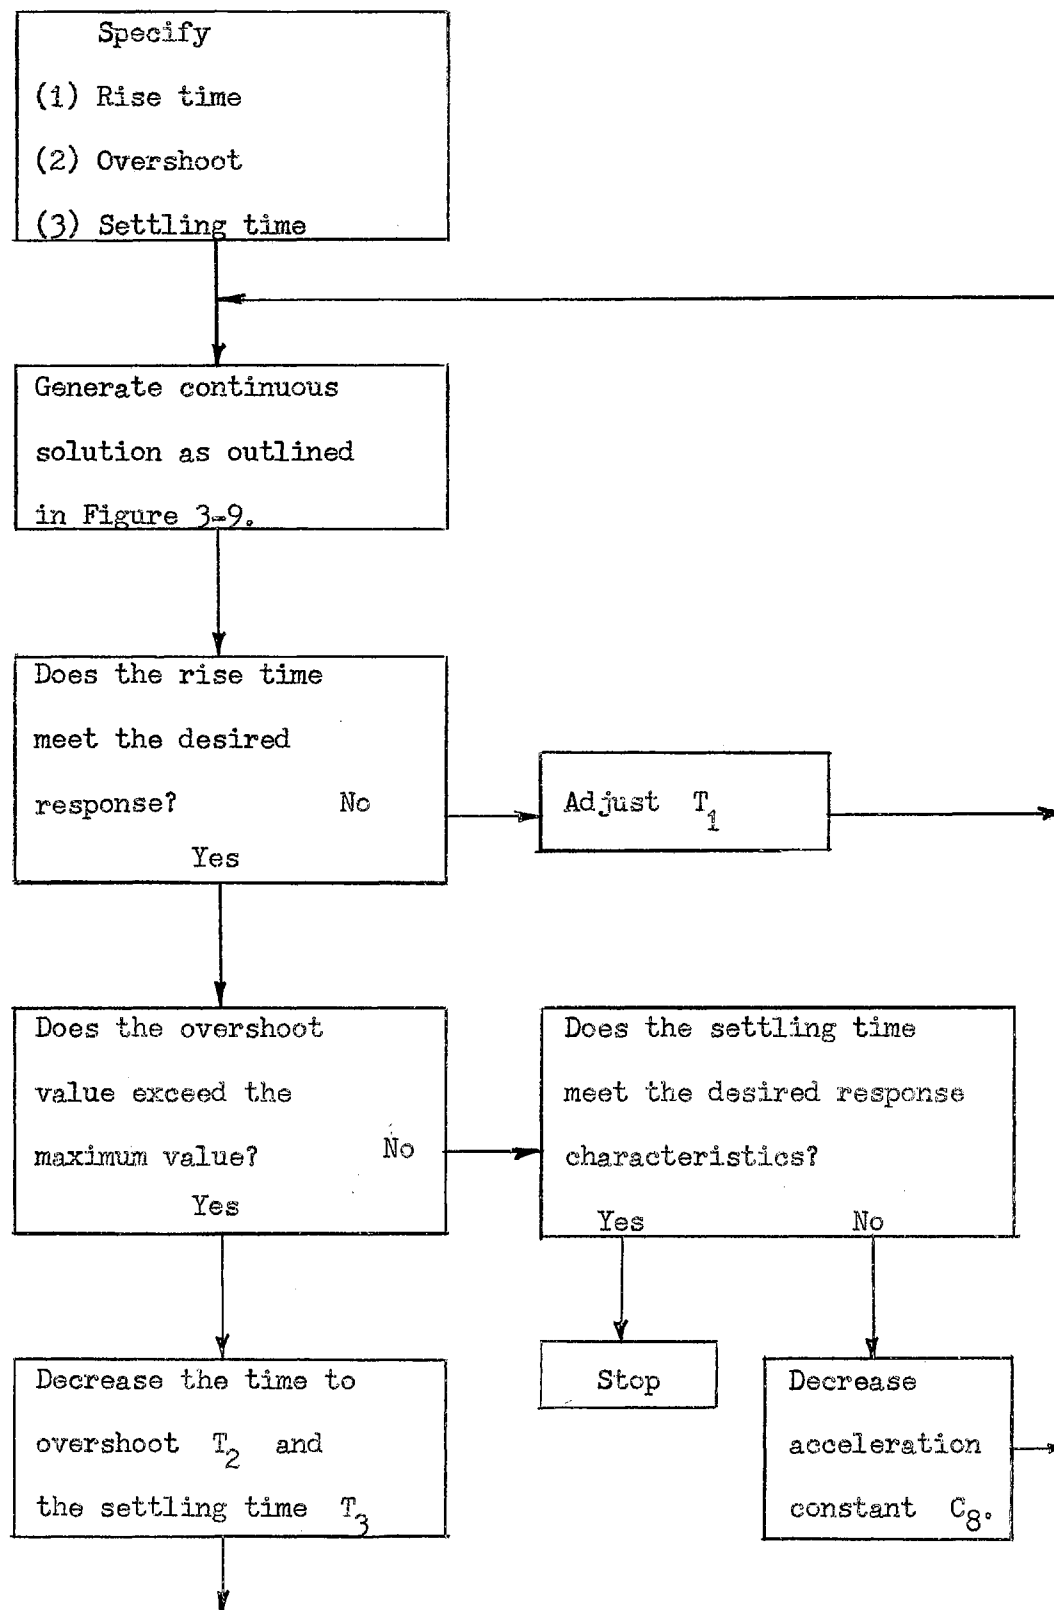 Specify
(1) Rise time
(2) Overshoot
(3) Settling time
Generate continuous
solution as outlined
in Figure 3-9.
Does the rise time
meet the desired
response? No
Yes
Adjust T1
Does the overshoot
value exceed the
maximum value? No
Yes
Does the settling time
meet the desired response
characteristics?
Yes No
Decrease the time to
overshoot T2 and
the settling time T3
Stop
Decrease
acceleration
constant C8.